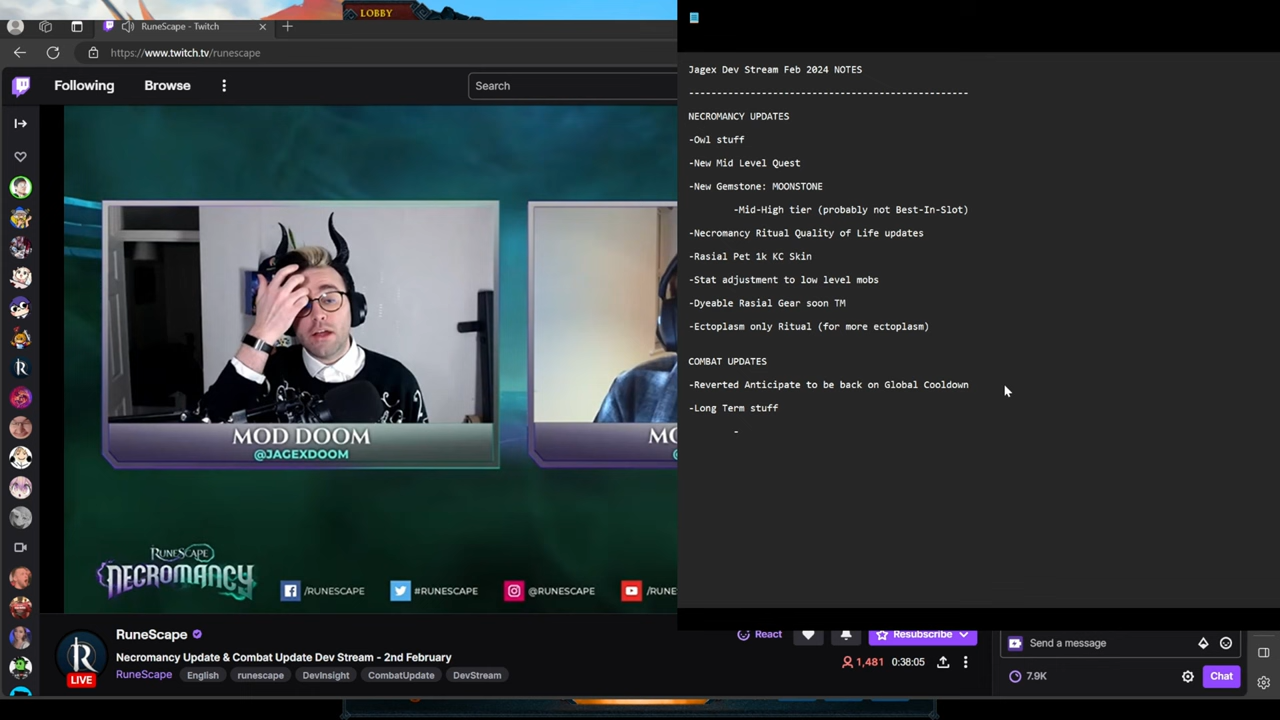 LOBBY
RuneScape - Twitch
https://www.twitch.tv/runescape
Following
Browse
Search
MOD DOOM
@JAGEXDOOM
RUNESCAPE
NECROMANCY
/RUNESCAPE
#RUNESCAPE
@RUNESCAPE
/RUNE
RuneScape
LIVE
Necromancy Update & Combat Update Dev Stream - 2nd February
RuneScape
English
runescape
DevInsight
CombatUpdate
DevStream
React
Resubscribe
1,481
0:38:05
Send a message
7.9K
Chat
Jagex Dev Stream Feb 2024 NOTES
--------------------------------------------------
NECROMANCY UPDATES
-Owl stuff
-New Mid Level Quest
-New Gemstone: MOONSTONE
-Mid-High tier (probably not Best-In-Slot)
-Necromancy Ritual Quality of Life updates
-Rasial Pet 1k KC Skin
-Stat adjustment to low level mobs
-Dyeable Rasial Gear soon TM
-Ectoplasm only Ritual (for more ectoplasm)
COMBAT UPDATES
-Reverted Anticipate to be back on Global Cooldown
-Long Term stuff
-